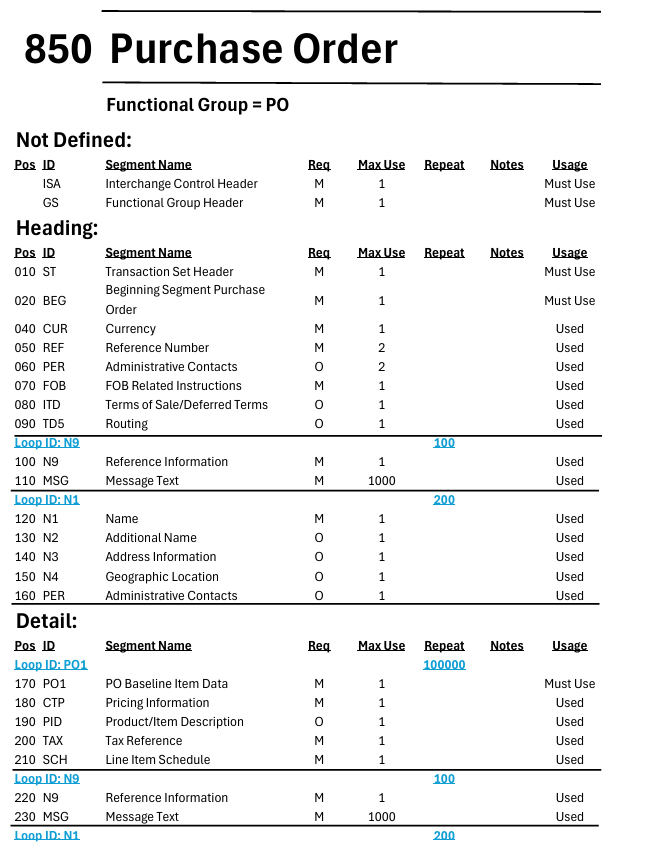 850 Purchase Order
Functional Group = PO
Not Defined:
Pos ID Segment Name Req Max Use Repeat Notes Usage
ISA Interchange Control Header M 1 Must Use
GS Functional Group Header M 1 Must Use
Heading:
Pos ID Segment Name Req Max Use Repeat Notes Usage
010 ST Transaction Set Header M 1 Must Use
020 BEG Beginning Segment Purchase
Order M 1 Must Use
040 CUR Currency M 1 Used
050 REF Reference Number M 2 Used
060 PER Administrative Contacts O 2 Used
070 FOB FOB Related Instructions M 1 Used
080 ITD Terms of Sale/Deferred Terms O 1 Used
090 TD5 Routing O 1 Used
Loop ID: N9 100
100 N9 Reference Information M 1 Used
110 MSG Message Text M 1000 Used
Loop ID: N1 200
120 N1 Name M 1 Used
130 N2 Additional Name O 1 Used
140 N3 Address Information O 1 Used
150 N4 Geographic Location O 1 Used
160 PER Administrative Contacts O 1 Used
Detail:
Pos ID Segment Name Req Max Use Repeat Notes Usage
Loop ID: PO1 100000
170 PO1 PO Baseline Item Data M 1 Must Use
180 CTP Pricing Information M 1 Used
190 PID Product/Item Description O 1 Used
200 TAX Tax Reference M 1 Used
210 SCH Line Item Schedule M 1 Used
Loop ID: N9 100
220 N9 Reference Information M 1 Used
230 MSG Message Text M 1000 Used
Loop ID: N1 200